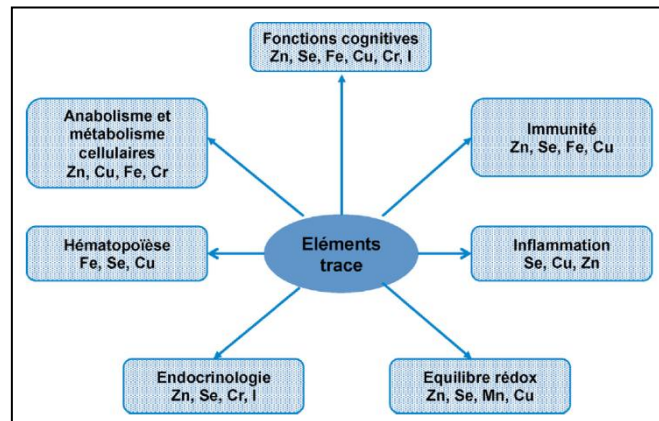 Fonctions cognitives
Zn, Se, Fe, Cu, Cr, I
Anabolisme et
métabolisme
cellulaires
Zn, Cu, Fe, Cr
Immunité
Zn, Se, Fe, Cu
Hématopoïèse
Fe, Se, Cu
Eléments
trace
Inflammation
Se, Cu, Zn
Endocrinologie
Zn, Se, Cr, I
Equilibre rédox
Zn, Se, Mn, Cu